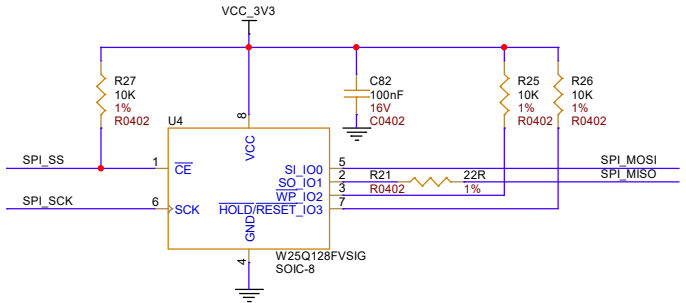 VCC_3V3
R27
10K
1%
R0402
C82
100nF
16V
C0402
R25
10K
1%
R0402
R26
10K
1%
R0402
U4
8
VCC
SPI_SS
1
CE
SI_IO0
5
SPI_MOSI
SO_IO1
2
R21
22R
SPI_MISO
R0402
1%
WP_IO2
3
SPI_SCK
6
SCK
HOLD/RESET_IO3
7
GND
4
W25Q128FVSIG
SOIC-8